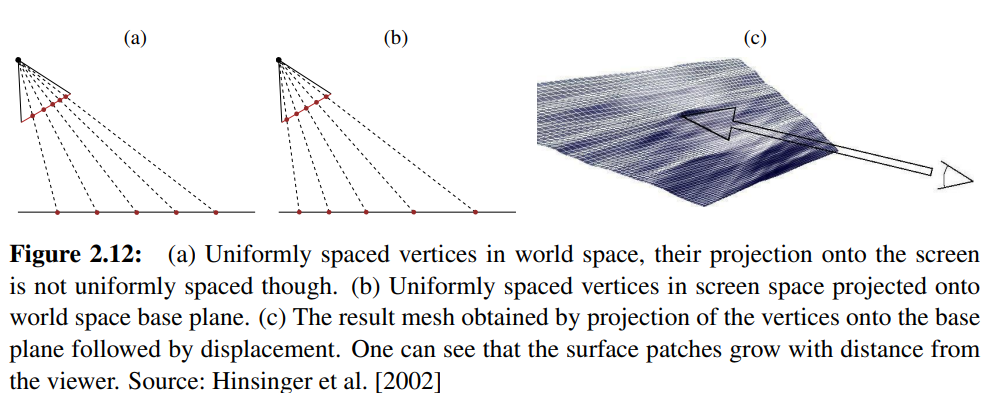 (a) (b) (c)
Figure 2.12: (a) Uniformly spaced vertices in world space, their projection onto the screen
is not uniformly spaced though. (b) Uniformly spaced vertices in screen space projected onto
world space base plane. (c) The result mesh obtained by projection of the vertices onto the base
plane followed by displacement. One can see that the surface patches grow with distance from
the viewer. Source: Hinsinger et al. [2002]